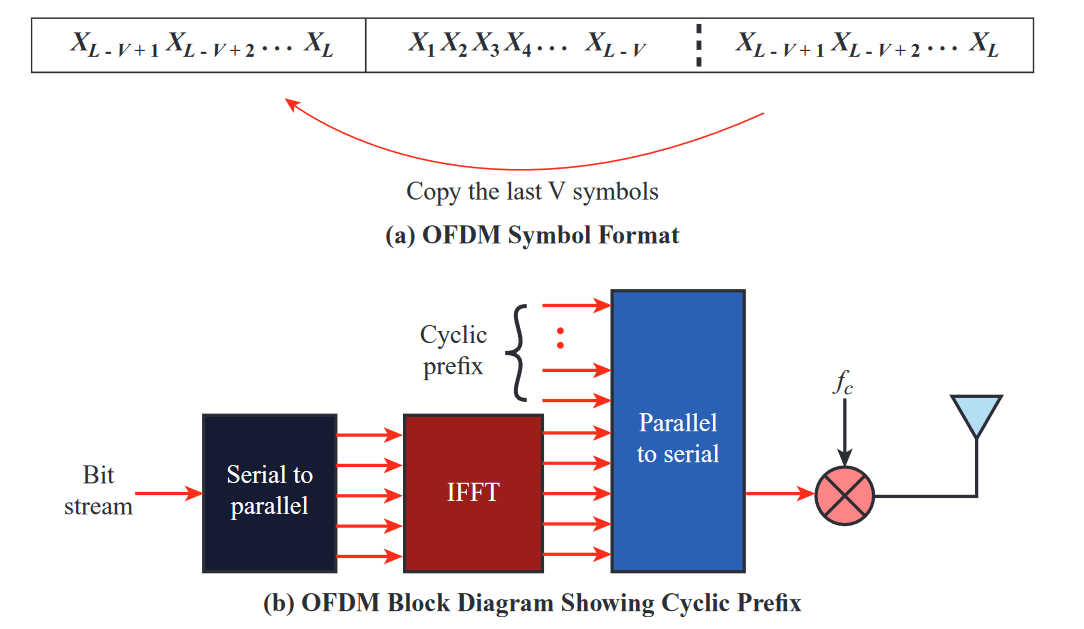 X_{L-V+1} X_{L-V+2} ... X_L X_1 X_2 X_3 X_4 ... X_{L-V} X_{L-V+1} X_{L-V+2} ... X_L
Copy the last V symbols
(a) OFDM Symbol Format
Cyclic
prefix
f_c
Parallel
to serial
Bit
stream
Serial to
parallel
IFFT
(b) OFDM Block Diagram Showing Cyclic Prefix